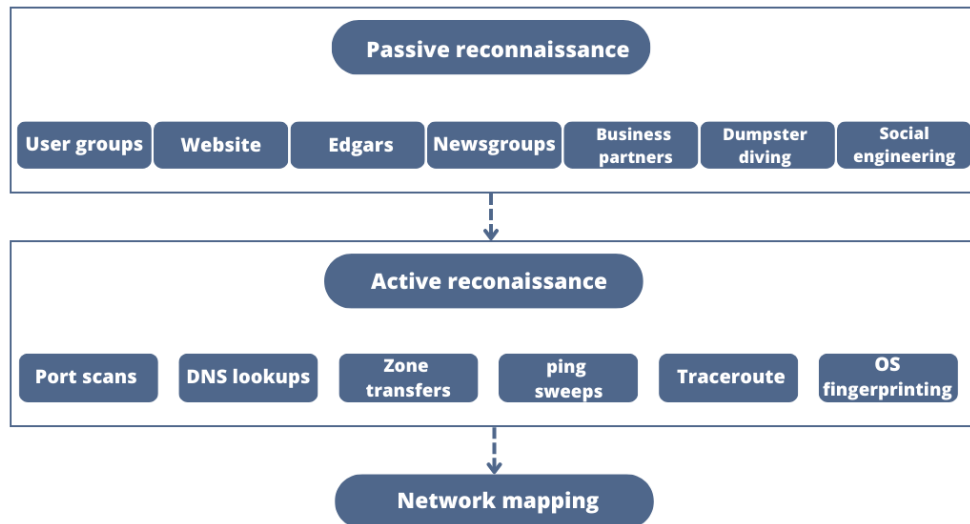 Passive reconnaissance
User groups
Website
Edgars
Newsgroups
Business
partners
Dumpster
diving
Social
engineering
Active reconaissance
Port scans
DNS lookups
Zone
transfers
ping
sweeps
Traceroute
OS
fingerprinting
Network mapping